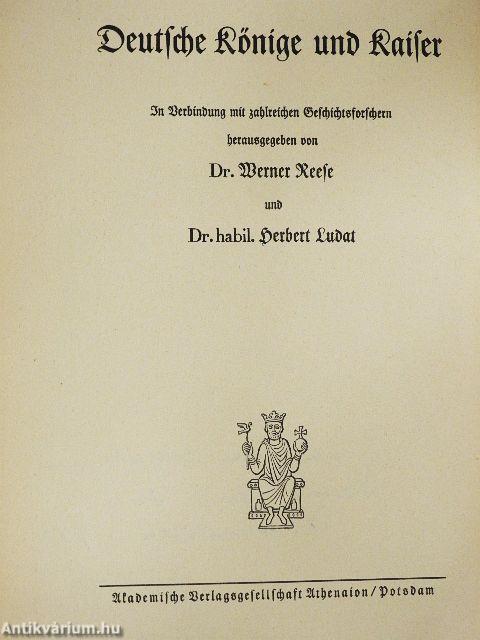 Deutſche Könige und Kaiſer
In Verbindung mit zahlreichen Geſchichtsforſchern
herausgegeben von
Dr. Werner Reeſe
und
Dr. habil. Herbert Ludat
Akademiſche Verlagsgeſellſchaft Athenaion / Potsdam
Antikvárium.hu